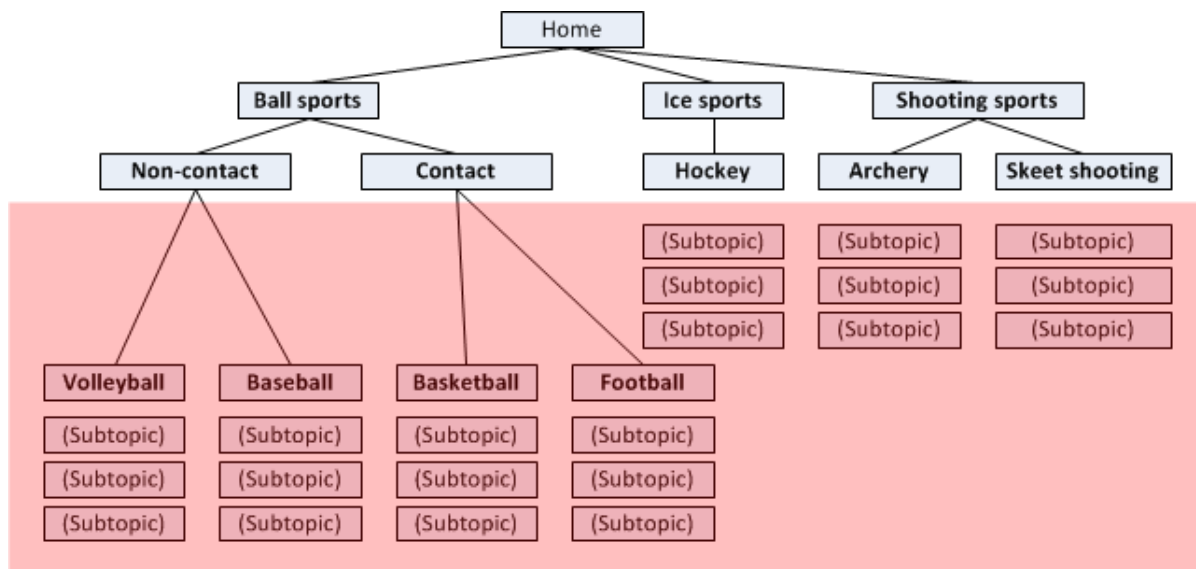 Home
Ball sports Ice sports Shooting sports
Non-contact Contact Hockey Archery Skeet shooting
(Subtopic) (Subtopic) (Subtopic)
(Subtopic) (Subtopic) (Subtopic)
(Subtopic) (Subtopic) (Subtopic)
Volleyball Baseball Basketball Football
(Subtopic) (Subtopic) (Subtopic) (Subtopic)
(Subtopic) (Subtopic) (Subtopic) (Subtopic)
(Subtopic) (Subtopic) (Subtopic) (Subtopic)